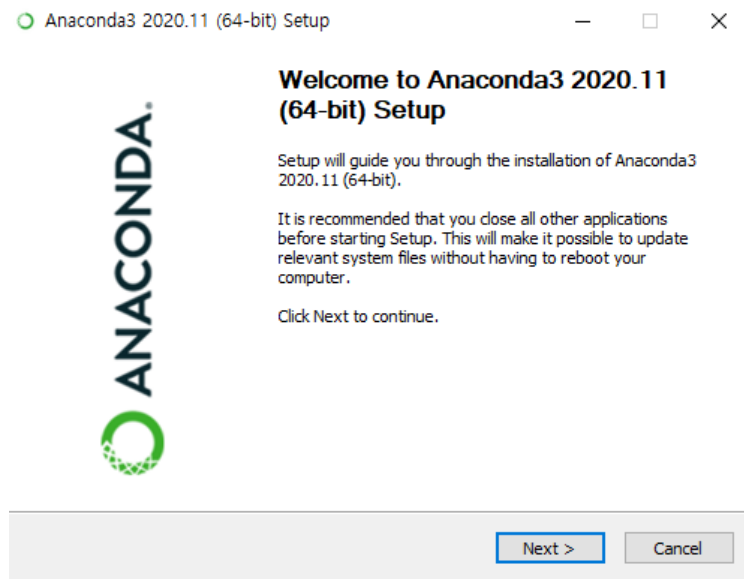 Anaconda3 2020.11 (64-bit) Setup
Welcome to Anaconda3 2020.11
(64-bit) Setup
ANACONDA.
Setup will guide you through the installation of Anaconda3
2020.11 (64-bit).
It is recommended that you close all other applications
before starting Setup. This will make it possible to update
relevant system files without having to reboot your
computer.
Click Next to continue.
Next >
Cancel